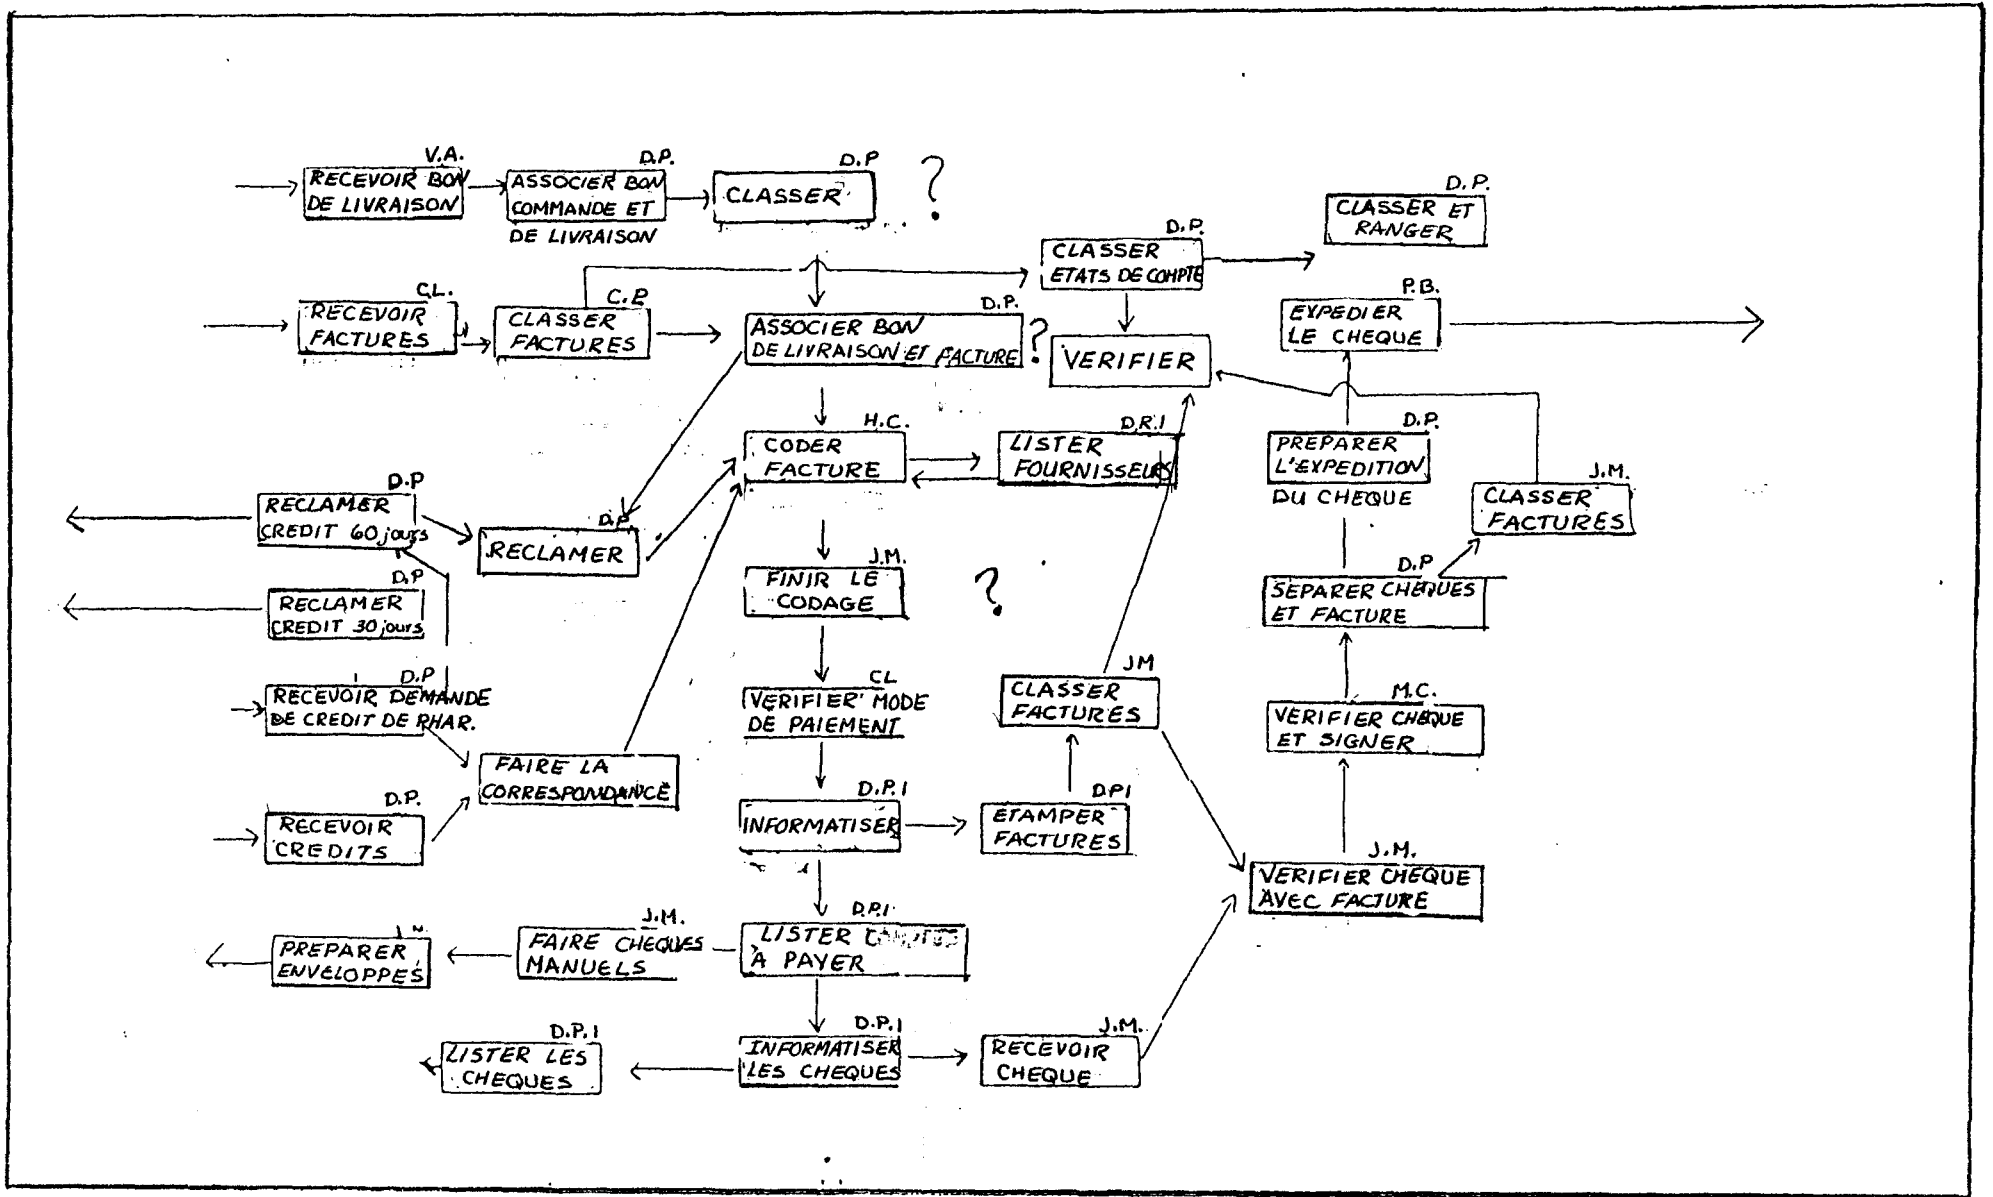 V.A.
RECEVOIR BON
DE LIVRAISON
D.P.
ASSOCIER BON
COMMANDE ET
DE LIVRAISON
D.P
CLASSER
?
D.P.
CLASSER ET
RANGER
D.P.
CLASSER
ETATS DE COMPTE
C.L.
RECEVOIR
FACTURES
C.P
CLASSER
FACTURES
D.P.
ASSOCIER BON
DE LIVRAISON ET FACTURE
?
VERIFIER
P.B.
EXPEDIER
LE CHEQUE
H.C.
CODER
FACTURE
D.R.I
LISTER
FOURNISSEURS
D.P.
PREPARER
L'EXPEDITION
DU CHEQUE
J.M.
CLASSER
FACTURES
D.P
RECLAMER
CREDIT 60 jours
D.P.
RECLAMER
J.M.
FINIR LE
CODAGE
?
D.P
SEPARER CHEQUES
ET FACTURE
D.P
RECLAMER
CREDIT 30 jours
D.P
RECEVOIR DEMANDE
DE CREDIT DE PHAR.
CL
VERIFIER MODE
DE PAIEMENT
JM
CLASSER
FACTURES
M.C.
VERIFIER CHEQUE
ET SIGNER
FAIRE LA
CORRESPONDANCE
D.P.
RECEVOIR
CREDITS
D.P.I
INFORMATISER
D.P.I
ETAMPER
FACTURES
J.M.
VERIFIER CHEQUE
AVEC FACTURE
PREPARER
ENVELOPPES
J.M.
FAIRE CHEQUES
MANUELS
D.P.I
LISTER
A PAYER
D.P.I
LISTER LES
CHEQUES
D.P.I
INFORMATISER
LES CHEQUES
J.M.
RECEVOIR
CHEQUE